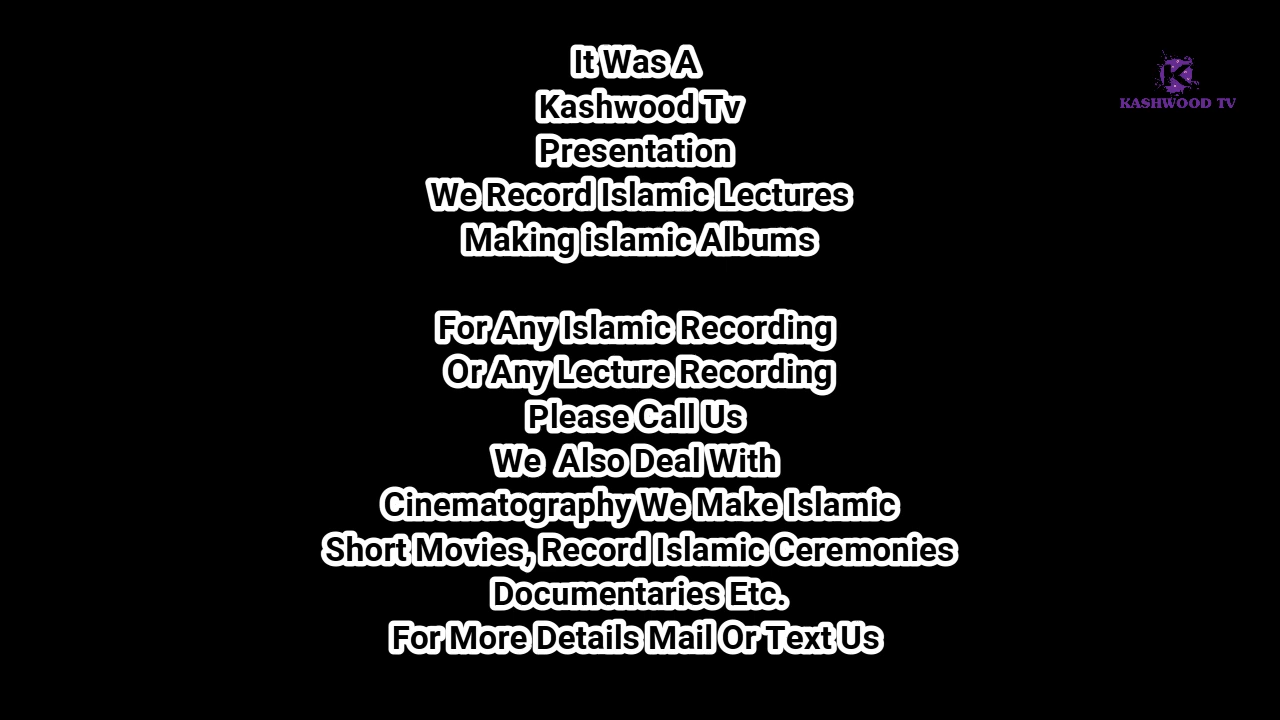 It Was A
Kashwood Tv
Presentation
We Record Islamic Lectures
Making islamic Albums
For Any Islamic Recording
Or Any Lecture Recording
Please Call Us
We  Also Deal With
Cinematography We Make Islamic
Short Movies, Record Islamic Ceremonies
Documentaries Etc.
For More Details Mail Or Text Us
K
KASHWOOD TV